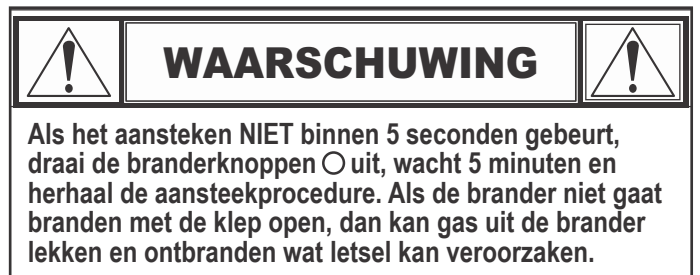 WAARSCHUWING
Als het aansteken NIET binnen 5 seconden gebeurt,
draai de branderknoppen O uit, wacht 5 minuten en
herhaal de aansteekprocedure. Als de brander niet gaat
branden met de klep open, dan kan gas uit de brander
lekken en ontbranden wat letsel kan veroorzaken.